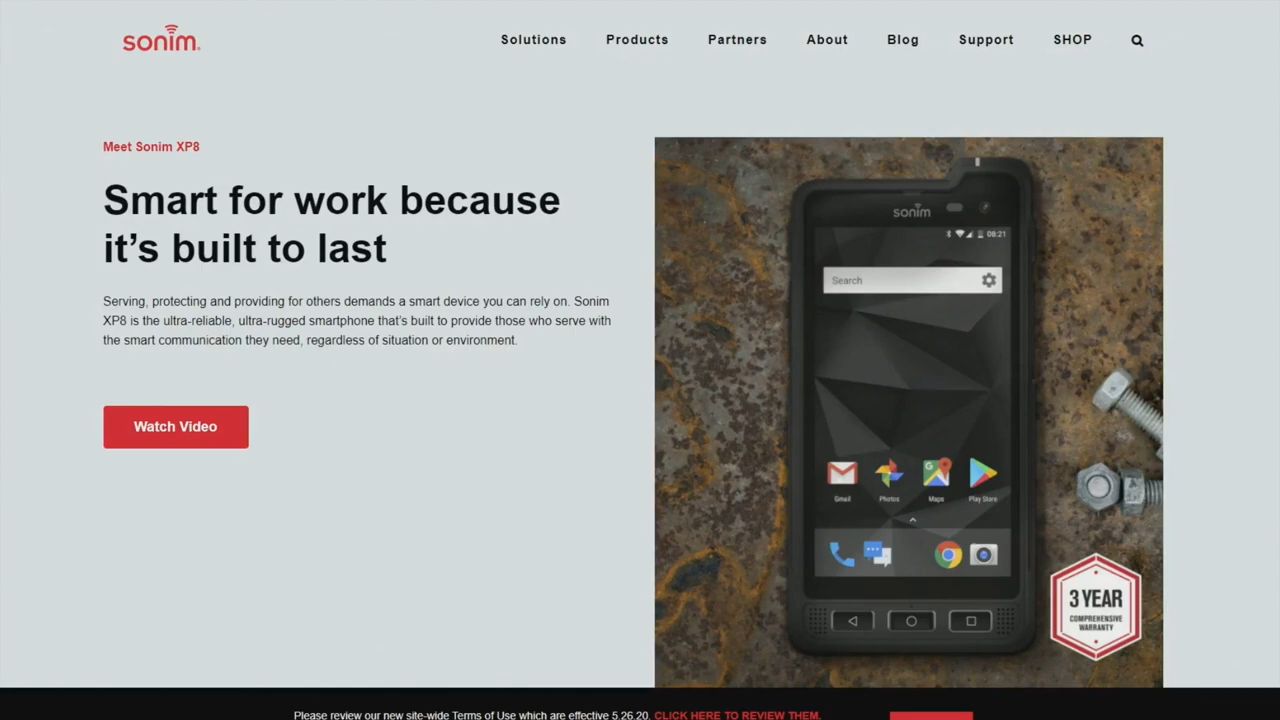 sonim
Solutions
Products
Partners
About
Blog
Support
SHOP
Meet Sonim XP8
Smart for work because
it's built to last
Serving, protecting and providing for others demands a smart device you can rely on. Sonim
XP8 is the ultra-reliable, ultra-rugged smartphone that's built to provide those who serve with
the smart communication they need, regardless of situation or environment.
Watch Video
sonim
08:21
Search
Gmail
Photos
Maps
Play Store
3 YEAR
COMPREHENSIVE
WARRANTY
Please review our new site-wide Terms of Use which are effective 5.26.20. CLICK HERE TO REVIEW THEM.